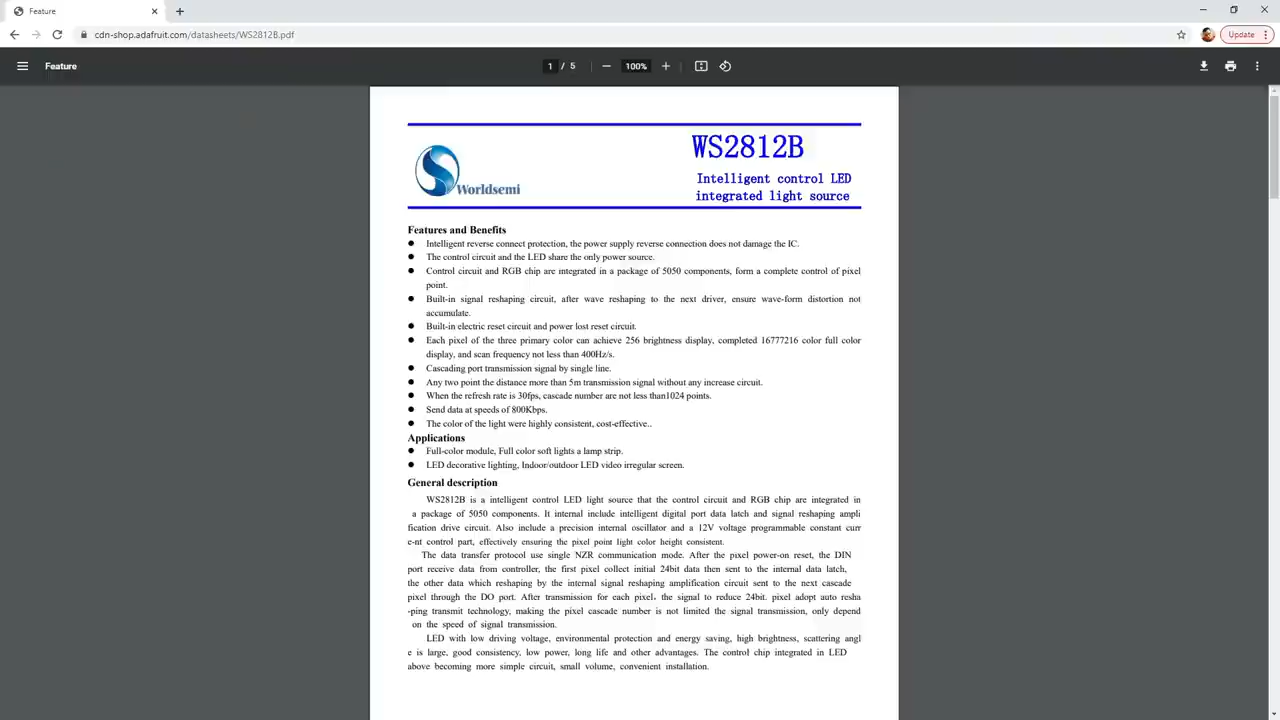 Feature
cdn-shop.adafruit.com/datasheets/WS2812B.pdf
Update
Feature
1 / 5
100%
WS2812B
Worldsemi
Intelligent control LED
integrated light source
Features and Benefits
● Intelligent reverse connect protection, the power supply reverse connection does not damage the IC.
● The control circuit and the LED share the only power source.
● Control circuit and RGB chip are integrated in a package of 5050 components, form a complete control of pixel
point.
● Built-in signal reshaping circuit, after wave reshaping to the next driver, ensure wave-form distortion not
accumulate.
● Built-in electric reset circuit and power lost reset circuit.
● Each pixel of the three primary color can achieve 256 brightness display, completed 16777216 color full color
display, and scan frequency not less than 400Hz/s.
● Cascading port transmission signal by single line.
● Any two point the distance more than 5m transmission signal without any increase circuit.
● When the refresh rate is 30fps, cascade number are not less than1024 points.
● Send data at speeds of 800Kbps.
● The color of the light were highly consistent, cost-effective..
Applications
● Full-color module, Full color soft lights a lamp strip.
● LED decorative lighting, Indoor/outdoor LED video irregular screen.
General description
WS2812B is a intelligent control LED light source that the control circuit and RGB chip are integrated in
a package of 5050 components. It internal include intelligent digital port data latch and signal reshaping ampli
fication drive circuit. Also include a precision internal oscillator and a 12V voltage programmable constant curr
e-nt control part, effectively ensuring the pixel point light color height consistent.
The data transfer protocol use single NZR communication mode. After the pixel power-on reset, the DIN
port receive data from controller, the first pixel collect initial 24bit data then sent to the internal data latch,
the other data which reshaping by the internal signal reshaping amplification circuit sent to the next cascade
pixel through the DO port. After transmission for each pixel，the signal to reduce 24bit. pixel adopt auto resha
-ping transmit technology, making the pixel cascade number is not limited the signal transmission, only depend
on the speed of signal transmission.
LED with low driving voltage, environmental protection and energy saving, high brightness, scattering angl
e is large, good consistency, low power, long life and other advantages. The control chip integrated in LED
above becoming more simple circuit, small volume, convenient installation.